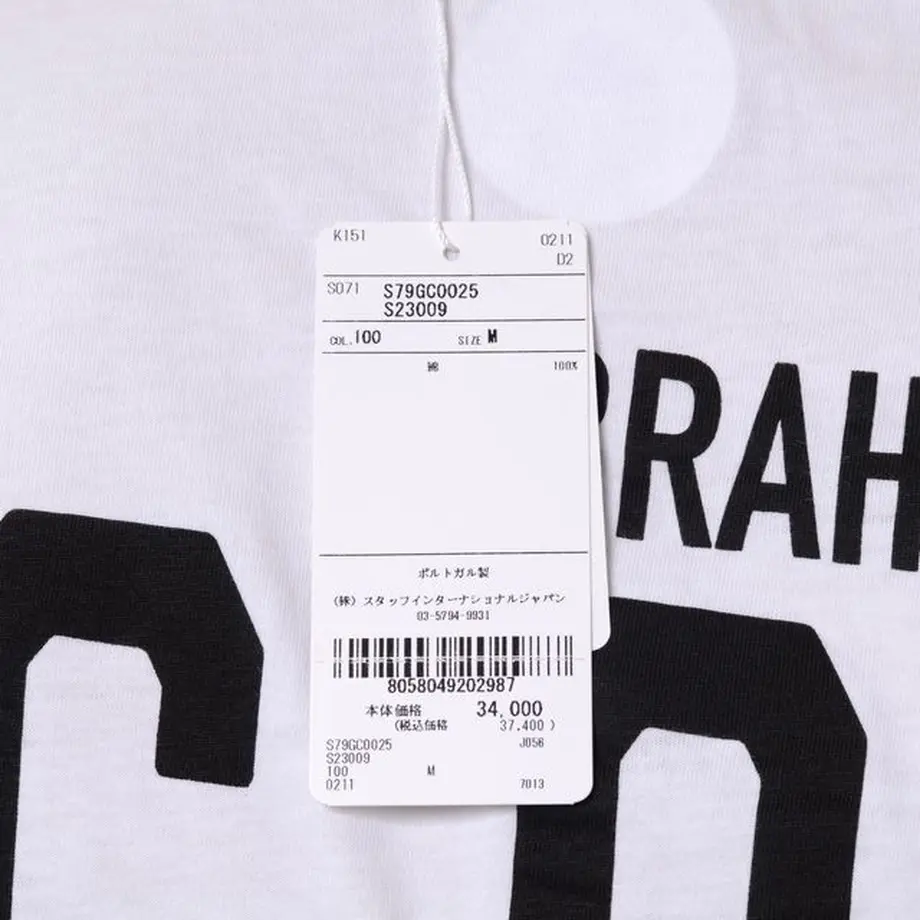 K151
0211
D2
S071 S79GC0025
S23009
COL.100 SIZE M
綿 100%
RAH
ポルトガル製
(株)スタッフインターナショナルジャパン
03-5794-9931
8058049202987
本体価格 34,000
(税込価格 37.400 )
S79GC0025 J056
S23009
100 M
0211 7013